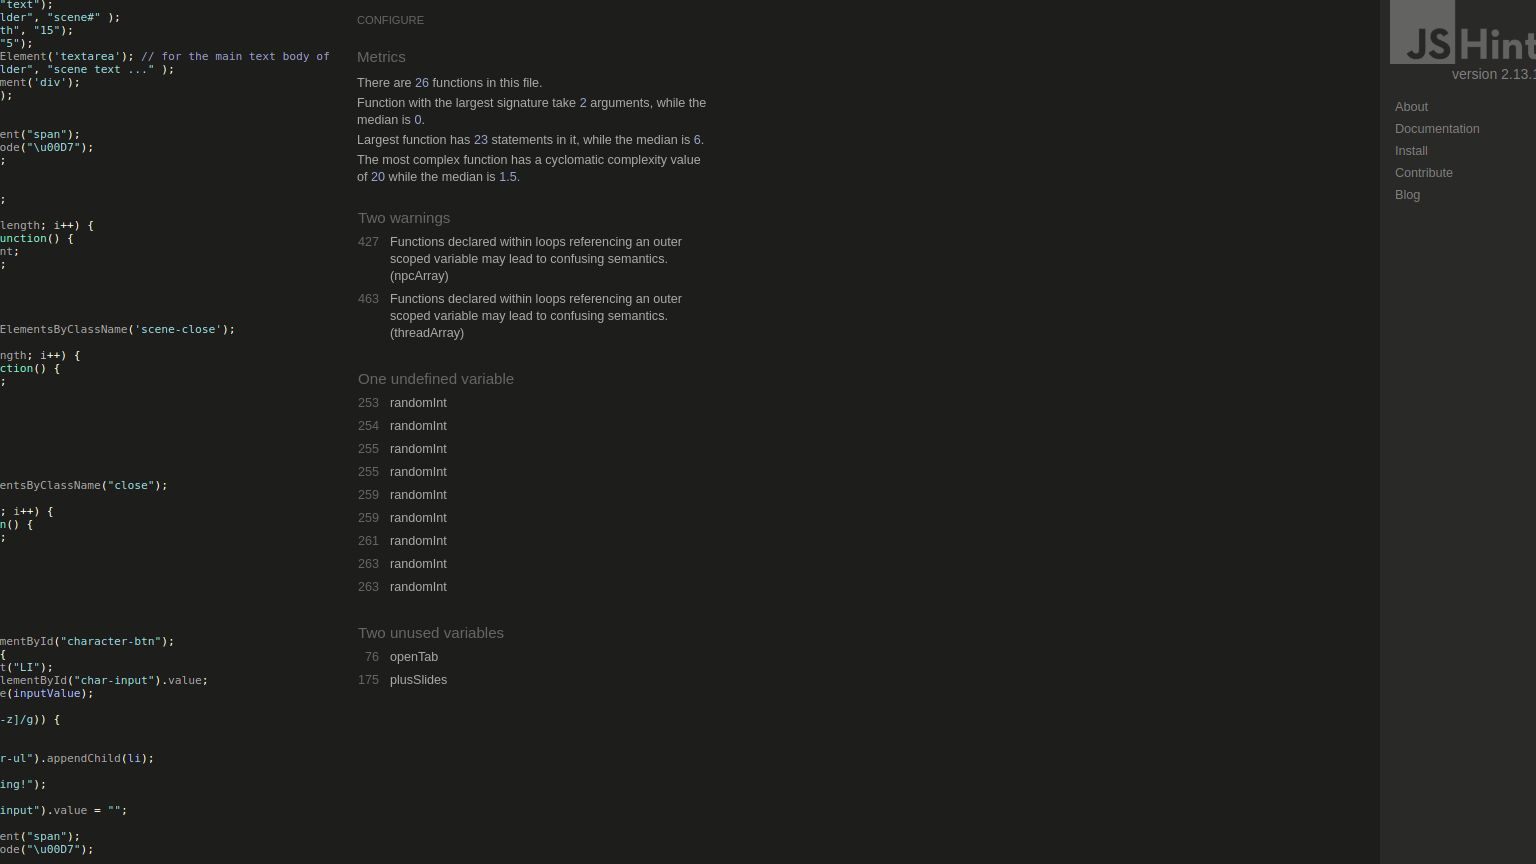 "text");
lder", "scene#" );
th", "15");
"5");
Element('textarea'); // for the main text body of
lder", "scene text ..." );
ment('div');
);
ent("span");
ode("\u00D7");
;
;
length; i++) {
unction() {
nt;
;
ElementsByClassName('scene-close');
ngth; i++) {
ction() {
;
entsByClassName("close");
; i++) {
n() {
;
mentById("character-btn");
{
t("LI");
lementById("char-input").value;
e(inputValue);
-z]/g)) {
r-ul").appendChild(li);
ing!");
input").value = "";
ent("span");
ode("\u00D7");
CONFIGURE
Metrics
There are 26 functions in this file.
Function with the largest signature take 2 arguments, while the
median is 0.
Largest function has 23 statements in it, while the median is 6.
The most complex function has a cyclomatic complexity value
of 20 while the median is 1.5.
Two warnings
427 Functions declared within loops referencing an outer
scoped variable may lead to confusing semantics.
(npcArray)
463 Functions declared within loops referencing an outer
scoped variable may lead to confusing semantics.
(threadArray)
One undefined variable
253 randomInt
254 randomInt
255 randomInt
255 randomInt
259 randomInt
259 randomInt
261 randomInt
263 randomInt
263 randomInt
Two unused variables
76 openTab
175 plusSlides
JSHint
version 2.13.1
About
Documentation
Install
Contribute
Blog